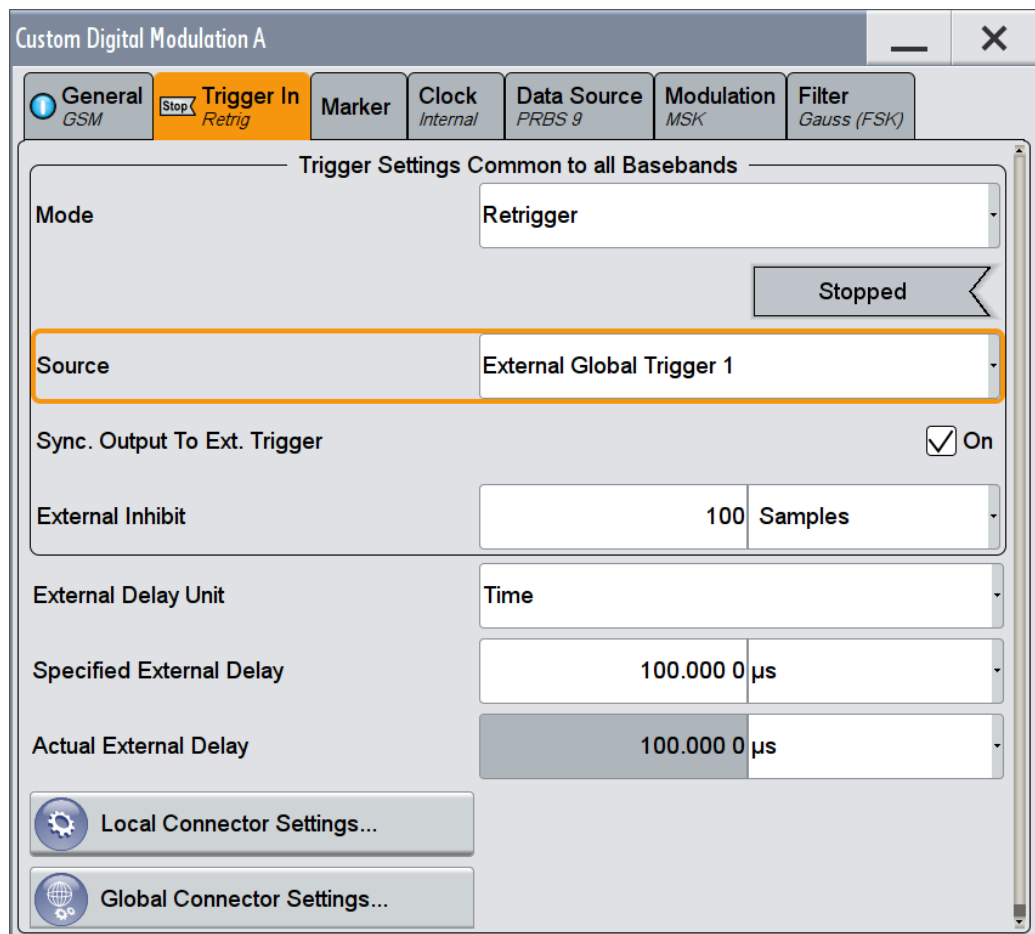 Custom Digital Modulation A
General
GSM
Stop
Trigger In
Retrig
Marker
Clock
Internal
Data Source
PRBS 9
Modulation
MSK
Filter
Gauss (FSK)
Trigger Settings Common to all Basebands
Mode
Retrigger
Stopped
Source
External Global Trigger 1
Sync. Output To Ext. Trigger
On
External Inhibit
100 Samples
External Delay Unit
Time
Specified External Delay
100.000 0 µs
Actual External Delay
100.000 0 µs
Local Connector Settings...
Global Connector Settings...